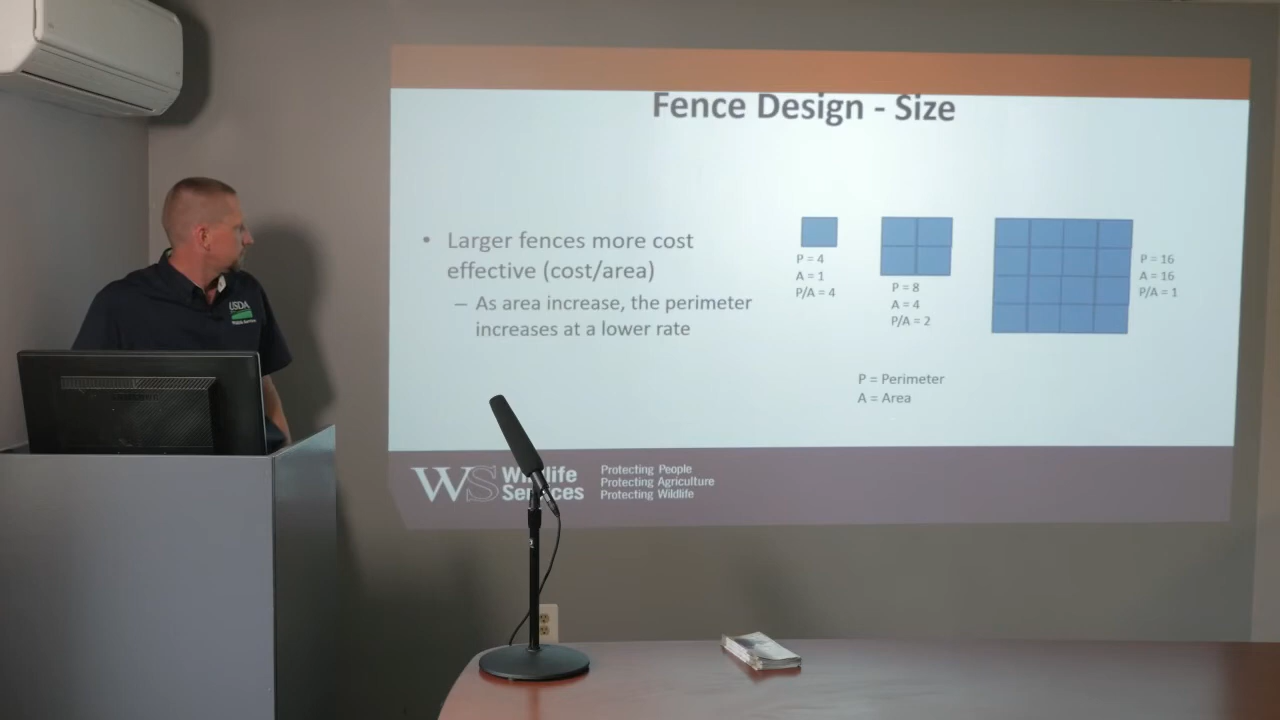 Fence Design - Size
• Larger fences more cost
effective (cost/area)
– As area increase, the perimeter
increases at a lower rate
P = 4
A = 1
P/A = 4
P = 8
A = 4
P/A = 2
P = 16
A = 16
P/A = 1
P = Perimeter
A = Area
WS
Wildlife
Services
Protecting People
Protecting Agriculture
Protecting Wildlife
USDA
SAMSUNG